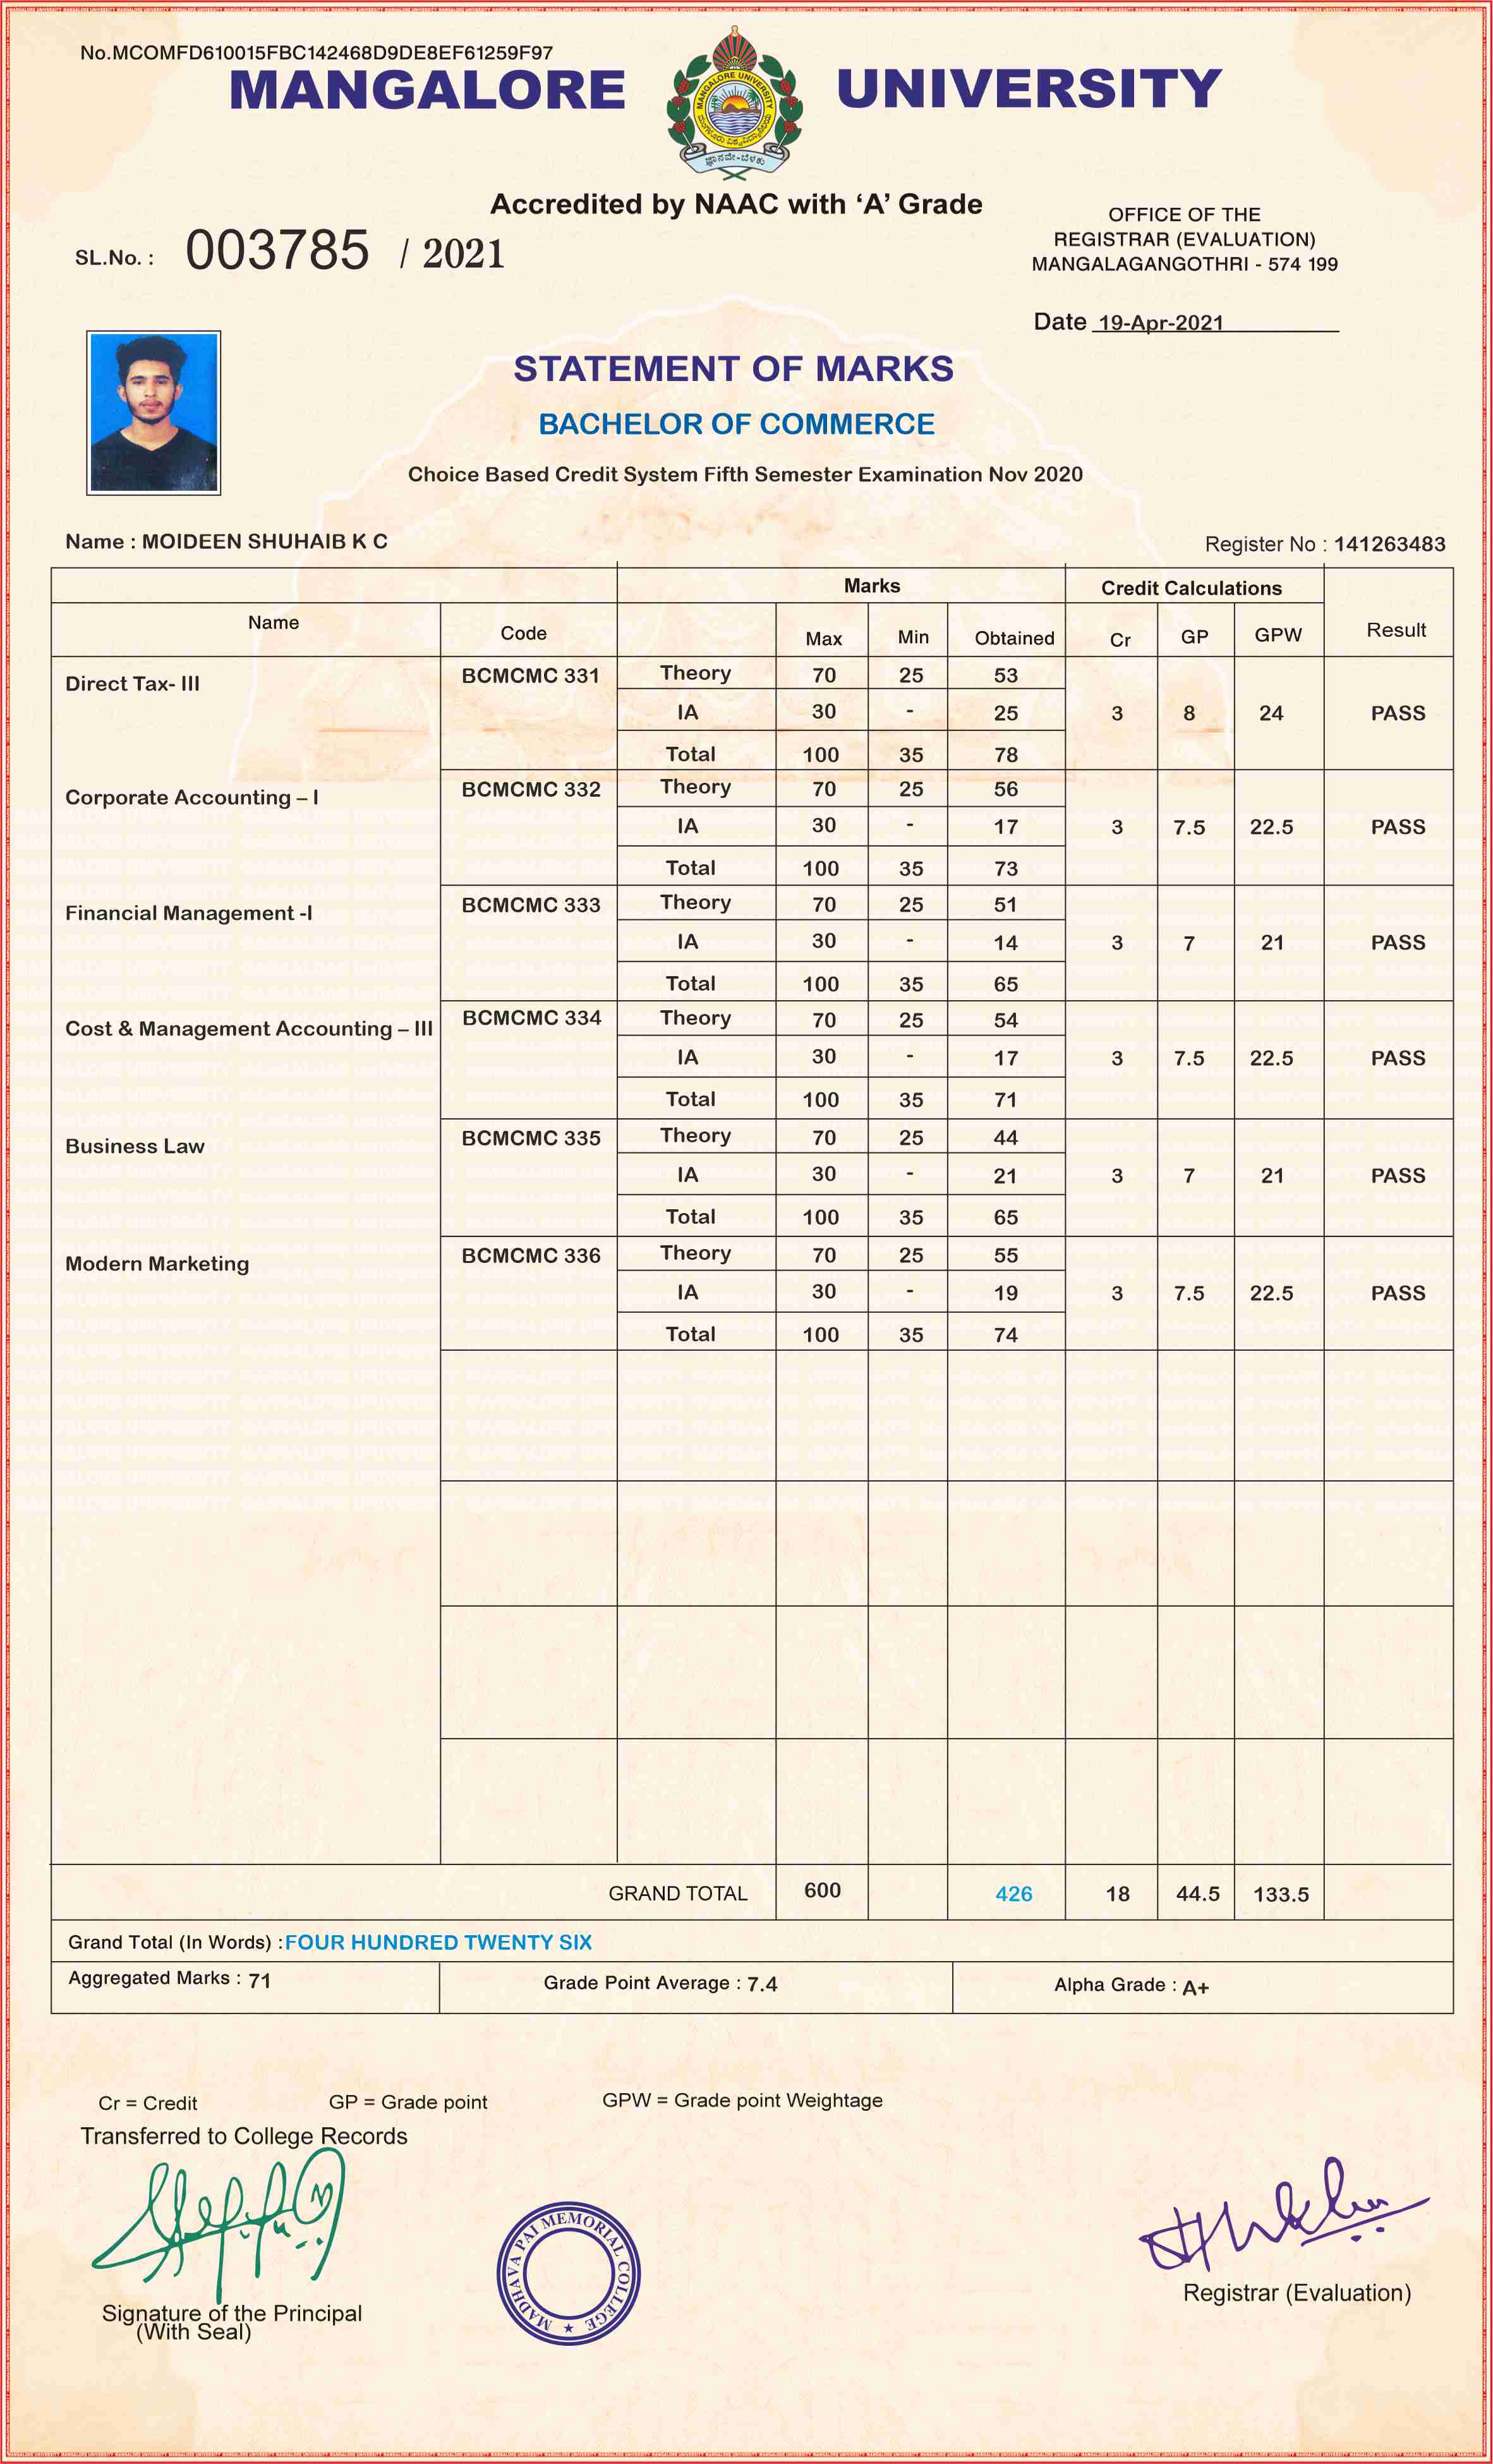 No.MCOMFD610015FBC142468D9DE8EF61259F97
MANGALORE UNIVERSITY
MANGALORE UNIVERSITY
ಮಂಗಳೂರು ವಿಶ್ವವಿದ್ಯಾನಿಲಯ
ಜ್ಞಾನವೇ-ಬೆಳಕು
Accredited by NAAC with ‘A’ Grade
SL.No. : 003785 / 2021
OFFICE OF THE
REGISTRAR (EVALUATION)
MANGALAGANGOTHRI - 574 199
Date 19-Apr-2021
STATEMENT OF MARKS
BACHELOR OF COMMERCE
Choice Based Credit System Fifth Semester Examination Nov 2020
Name : MOIDEEN SHUHAIB K C Register No : 141263483
Marks Credit Calculations
Name Code Max Min Obtained Cr GP GPW Result
Direct Tax- III BCMCMC 331 Theory 70 25 53
IA 30 - 25 3 8 24 PASS
Total 100 35 78
Corporate Accounting – I BCMCMC 332 Theory 70 25 56
IA 30 - 17 3 7.5 22.5 PASS
Total 100 35 73
Financial Management -I BCMCMC 333 Theory 70 25 51
IA 30 - 14 3 7 21 PASS
Total 100 35 65
Cost & Management Accounting – III BCMCMC 334 Theory 70 25 54
IA 30 - 17 3 7.5 22.5 PASS
Total 100 35 71
Business Law BCMCMC 335 Theory 70 25 44
IA 30 - 21 3 7 21 PASS
Total 100 35 65
Modern Marketing BCMCMC 336 Theory 70 25 55
IA 30 - 19 3 7.5 22.5 PASS
Total 100 35 74
GRAND TOTAL 600 426 18 44.5 133.5
Grand Total (In Words) : FOUR HUNDRED TWENTY SIX
Aggregated Marks : 71 Grade Point Average : 7.4 Alpha Grade : A+
Cr = Credit GP = Grade point GPW = Grade point Weightage
Transferred to College Records
MADHAVA PAI MEMORIAL COLLEGE
Signature of the Principal
(With Seal)
Registrar (Evaluation)